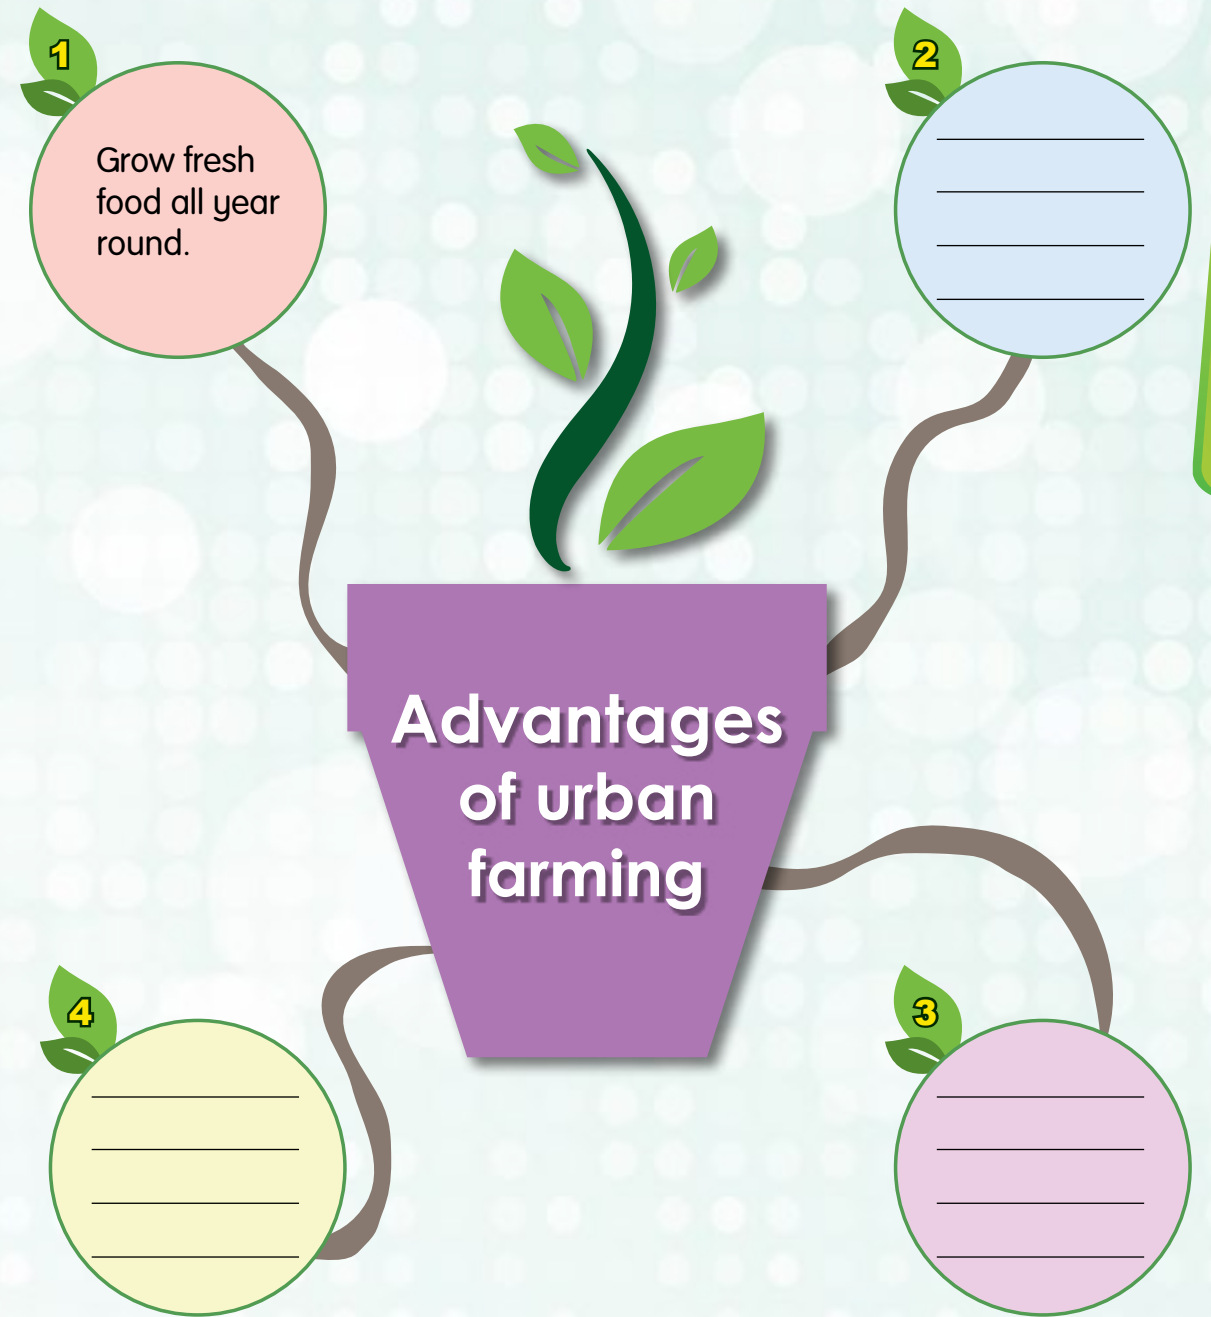 1
Grow fresh
food all year
round.
2
Advantages
of urban
farming
4
3